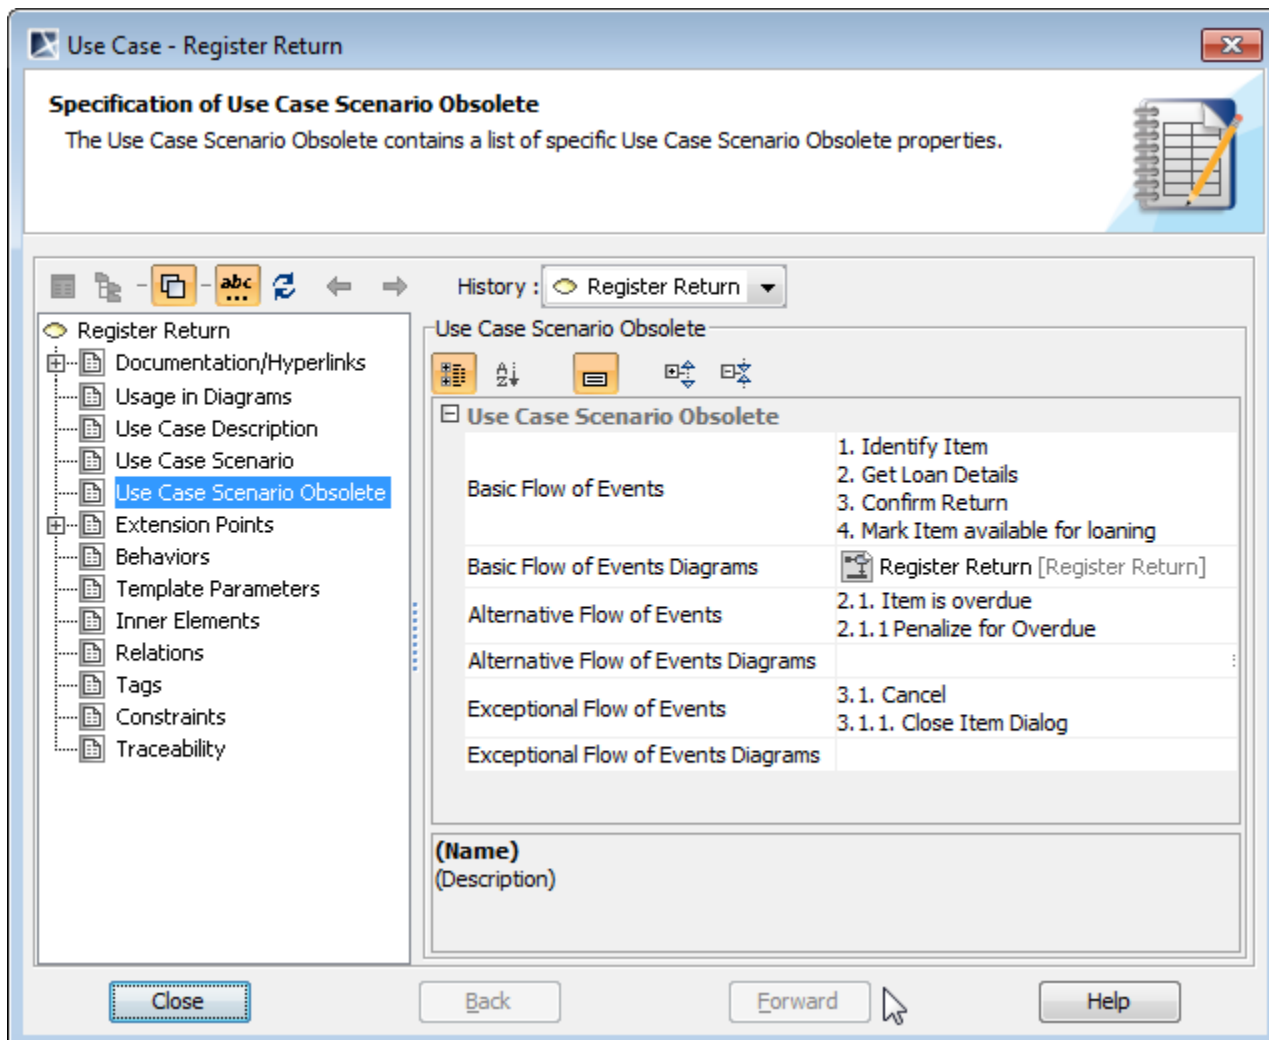 Use Case - Register Return
Specification of Use Case Scenario Obsolete
The Use Case Scenario Obsolete contains a list of specific Use Case Scenario Obsolete properties.
abc
History :
Register Return
Register Return
Documentation/Hyperlinks
Usage in Diagrams
Use Case Description
Use Case Scenario
Use Case Scenario Obsolete
Extension Points
Behaviors
Template Parameters
Inner Elements
Relations
Tags
Constraints
Traceability
Use Case Scenario Obsolete
A
Z
Use Case Scenario Obsolete
Basic Flow of Events
1. Identify Item
2. Get Loan Details
3. Confirm Return
4. Mark Item available for loaning
Basic Flow of Events Diagrams
Register Return [Register Return]
Alternative Flow of Events
2.1. Item is overdue
2.1.1 Penalize for Overdue
Alternative Flow of Events Diagrams
Exceptional Flow of Events
3.1. Cancel
3.1.1. Close Item Dialog
Exceptional Flow of Events Diagrams
(Name)
(Description)
Close
Back
Forward
Help